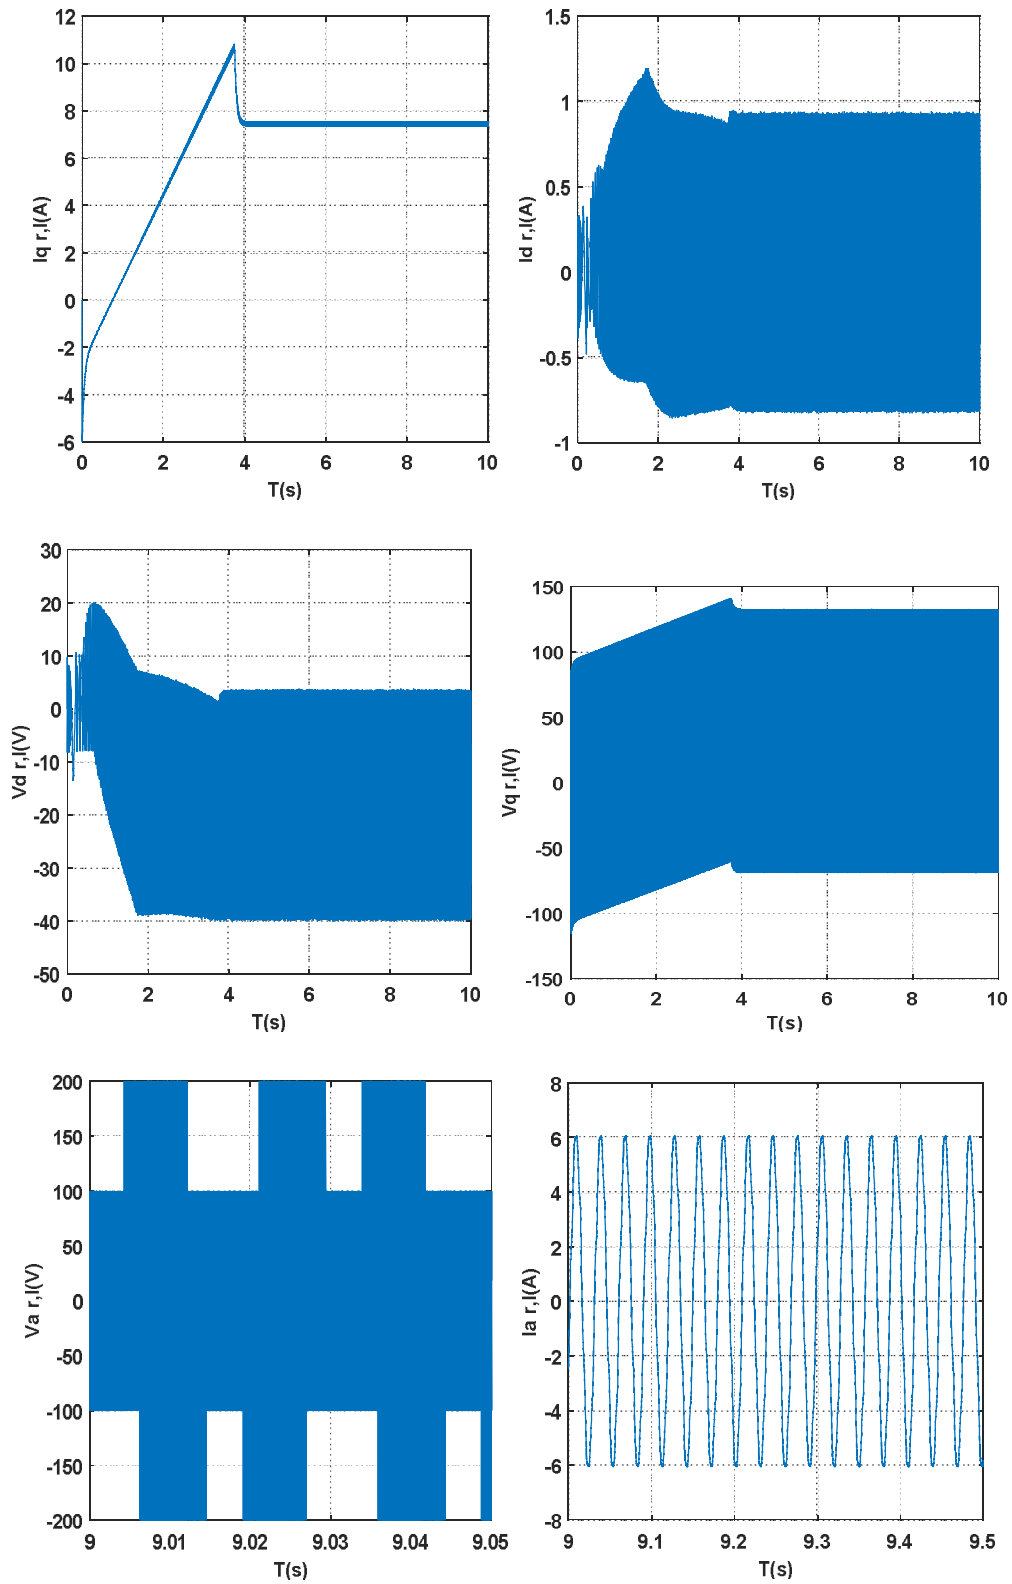 12
10
8
6
4
2
0
-2
-4
-6
Iq r,l(A)
0 2 4 6 8 10
T(s)
1.5
1
0.5
0
-0.5
-1
Id r,l(A)
0 2 4 6 8 10
T(s)
30
20
10
0
-10
-20
-30
-40
-50
Vd r,l(V)
0 2 4 6 8 10
T(s)
150
100
50
0
-50
-100
-150
Vq r,l(V)
0 2 4 6 8 10
T(s)
200
150
100
50
0
-50
-100
-150
-200
Va r,l(V)
9 9.01 9.02 9.03 9.04 9.05
T(s)
8
6
4
2
0
-2
-4
-6
-8
Ia r,l(A)
9 9.1 9.2 9.3 9.4 9.5
T(s)